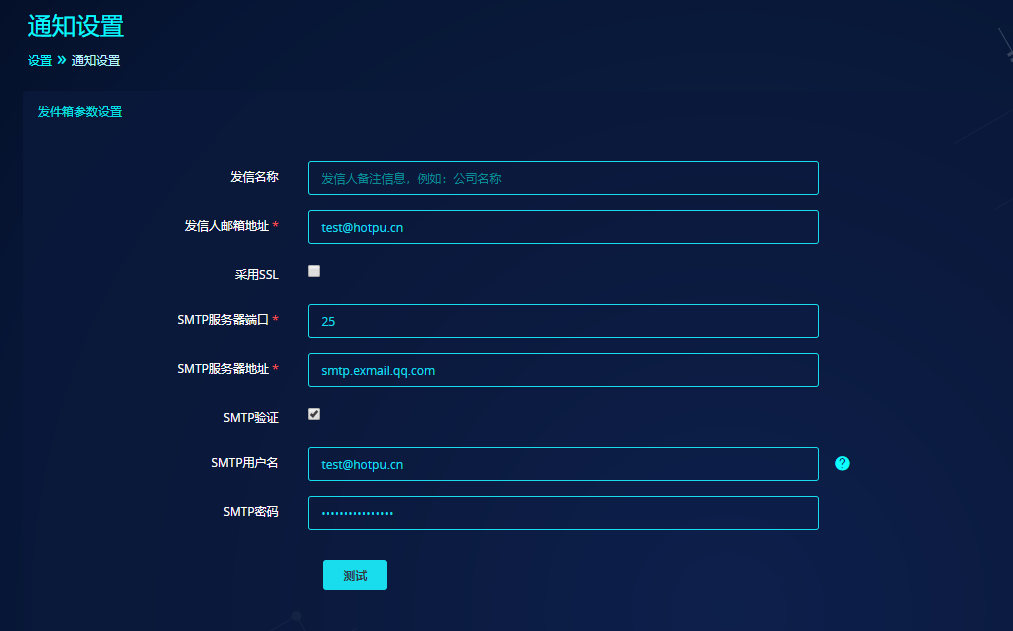 通知设置
设置 » 通知设置
发件箱参数设置
发信名称 发信人备注信息，例如：公司名称
发信人邮箱地址 * test@hotpu.cn
采用SSL
SMTP服务器端口 * 25
SMTP服务器地址 * smtp.exmail.qq.com
SMTP验证
SMTP用户名 test@hotpu.cn ?
SMTP密码 ••••••••••••••••
测试